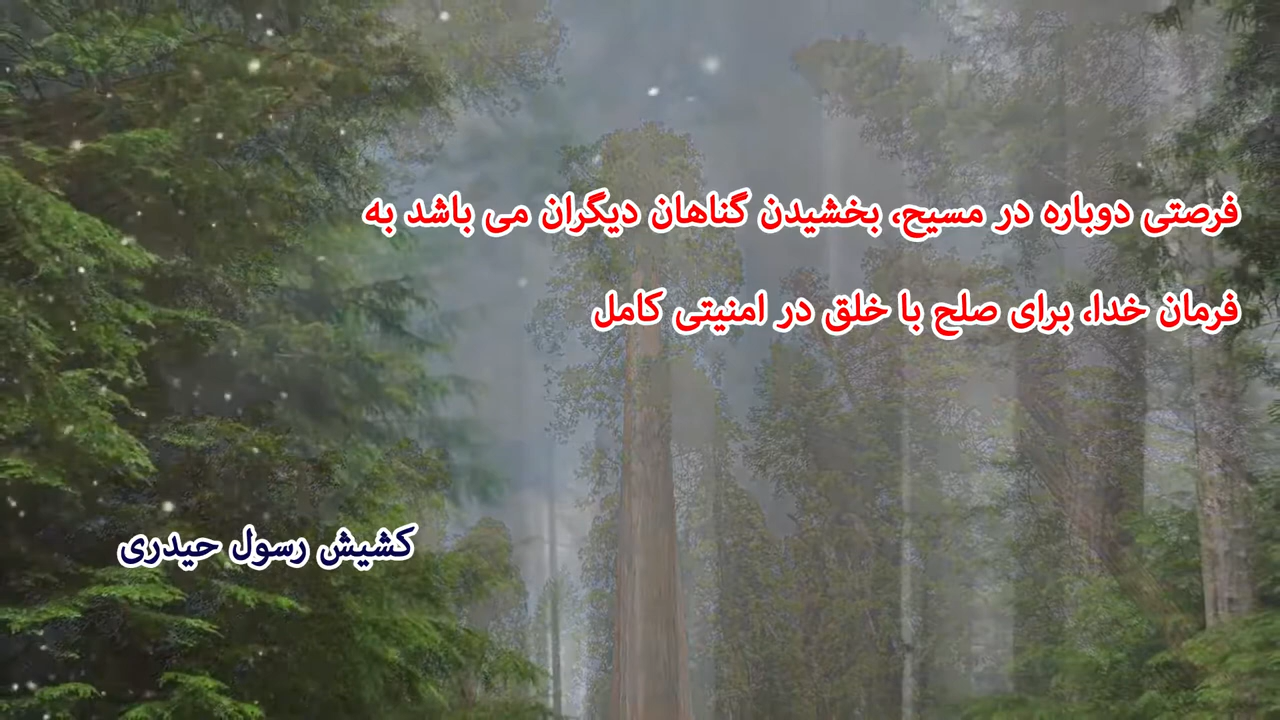 فرصتی دوباره در مسیح، بخشیدن گناهان دیگران می باشد به
فرمان خدا، برای صلح با خلق در امنیتی کامل
کشیش رسول حیدری